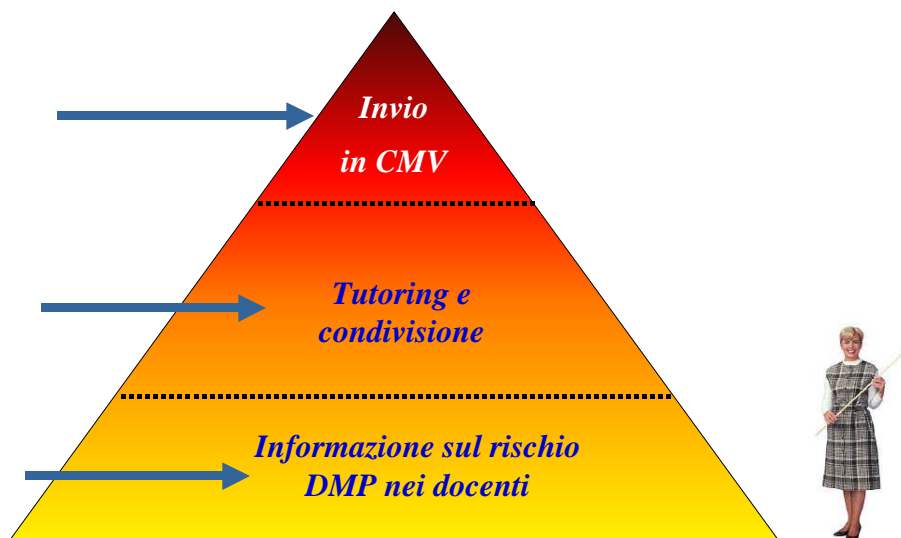 Invio
in CMV
Tutoring e
condivisione
Informazione sul rischio
DMP nei docenti